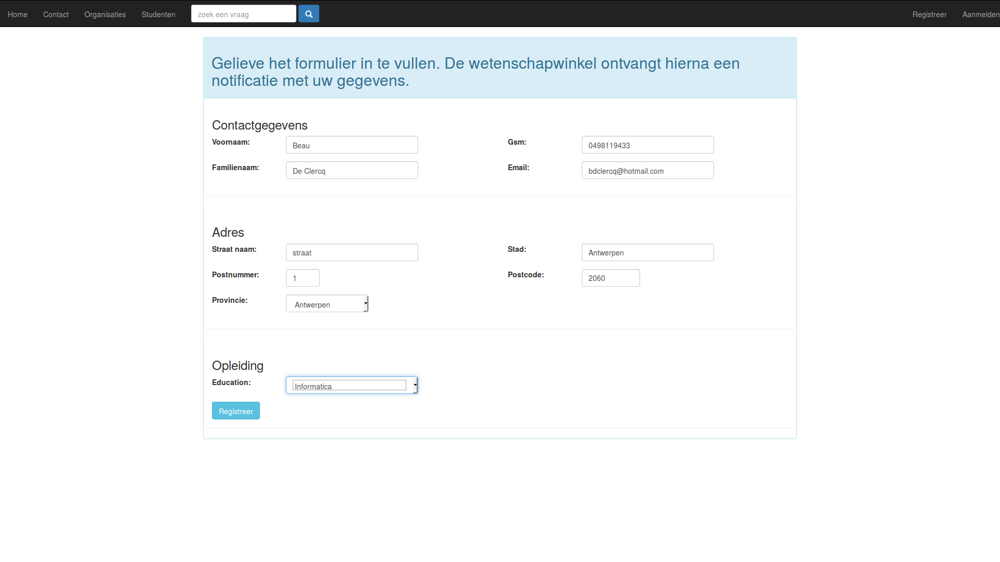 Home Contact Organisaties Studenten zoek een vraag Registreer Aanmelden
Gelieve het formulier in te vullen. De wetenschapwinkel ontvangt hierna een
notificatie met uw gegevens.
Contactgegevens
Voornaam: Beau Gsm: 0498119433
Familienaam: De Clercq Email: bdclercq@hotmail.com
Adres
Straat naam: straat Stad: Antwerpen
Postnummer: 1 Postcode: 2060
Provincie: Antwerpen
Opleiding
Education: Informatica
Registreer